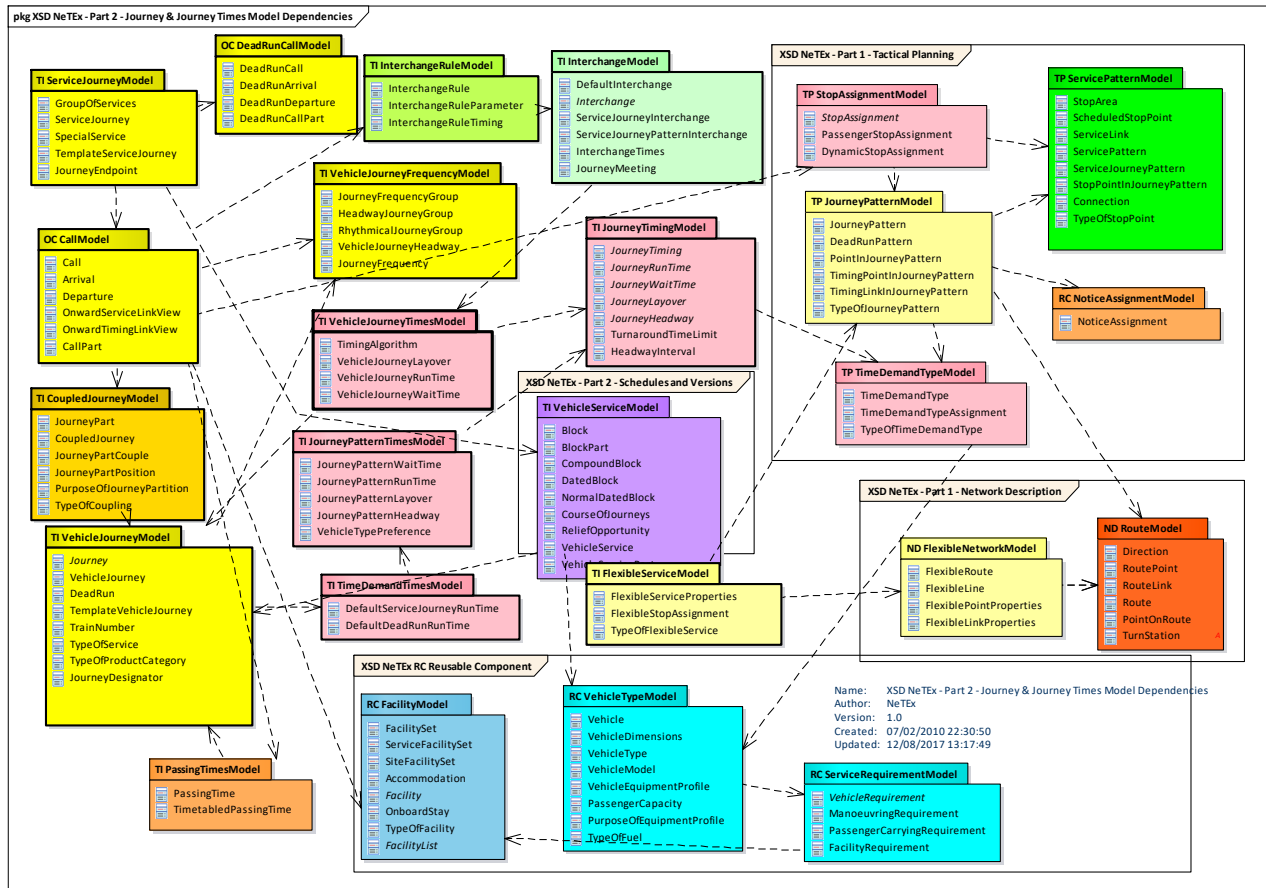 pkg XSD NeTEx - Part 2 - Journey & Journey Times Model Dependencies
TI ServiceJourneyModel
GroupOfServices
ServiceJourney
SpecialService
TemplateServiceJourney
JourneyEndpoint
OC DeadRunCallModel
DeadRunCall
DeadRunArrival
DeadRunDeparture
DeadRunCallPart
TI InterchangeRuleModel
InterchangeRule
InterchangeRuleParameter
InterchangeRuleTiming
TI InterchangeModel
DefaultInterchange
Interchange
ServiceJourneyInterchange
ServiceJourneyPatternInterchange
InterchangeTimes
JourneyMeeting
XSD NeTEx - Part 1 - Tactical Planning
TP StopAssignmentModel
StopAssignment
PassengerStopAssignment
DynamicStopAssignment
TP ServicePatternModel
StopArea
ScheduledStopPoint
ServiceLink
ServicePattern
ServiceJourneyPattern
StopPointInJourneyPattern
Connection
TypeOfStopPoint
TI VehicleJourneyFrequencyModel
JourneyFrequencyGroup
HeadwayJourneyGroup
RhythmicalJourneyGroup
VehicleJourneyHeadway
JourneyFrequency
TP JourneyPatternModel
JourneyPattern
DeadRunPattern
PointInJourneyPattern
TimingPointInJourneyPattern
TimingLinkInJourneyPattern
TypeOfJourneyPattern
OC CallModel
Call
Arrival
Departure
OnwardServiceLinkView
OnwardTimingLinkView
CallPart
TI JourneyTimingModel
JourneyTiming
JourneyRunTime
JourneyWaitTime
JourneyLayover
JourneyHeadway
TurnaroundTimeLimit
HeadwayInterval
RC NoticeAssignmentModel
NoticeAssignment
TI VehicleJourneyTimesModel
TimingAlgorithm
VehicleJourneyLayover
VehicleJourneyRunTime
VehicleJourneyWaitTime
TP TimeDemandTypeModel
TimeDemandType
TimeDemandTypeAssignment
TypeOfTimeDemandType
XSD NeTEx - Part 2 - Schedules and Versions
TI VehicleServiceModel
Block
BlockPart
CompoundBlock
DatedBlock
NormalDatedBlock
CourseOfJourneys
ReliefOpportunity
VehicleService
TI CoupledJourneyModel
JourneyPart
CoupledJourney
JourneyPartCouple
JourneyPartPosition
PurposeOfJourneyPartition
TypeOfCoupling
TI JourneyPatternTimesModel
JourneyPatternWaitTime
JourneyPatternRunTime
JourneyPatternLayover
JourneyPatternHeadway
VehicleTypePreference
XSD NeTEx - Part 1 - Network Description
ND RouteModel
Direction
RoutePoint
RouteLink
Route
PointOnRoute
TurnStation
ND FlexibleNetworkModel
FlexibleRoute
FlexibleLine
FlexiblePointProperties
FlexibleLinkProperties
TI VehicleJourneyModel
Journey
VehicleJourney
DeadRun
TemplateVehicleJourney
TrainNumber
TypeOfService
TypeOfProductCategory
JourneyDesignator
TI TimeDemandTimesModel
DefaultServiceJourneyRunTime
DefaultDeadRunRunTime
TI FlexibleServiceModel
FlexibleServiceProperties
FlexibleStopAssignment
TypeOfFlexibleService
XSD NeTEx RC Reusable Component
RC FacilityModel
FacilitySet
ServiceFacilitySet
SiteFacilitySet
Accommodation
Facility
OnboardStay
TypeOfFacility
FacilityList
RC VehicleTypeModel
Vehicle
VehicleDimensions
VehicleType
VehicleModel
VehicleEquipmentProfile
PassengerCapacity
PurposeOfEquipmentProfile
TypeOfFuel
Name: XSD NeTEx - Part 2 - Journey & Journey Times Model Dependencies
Author: NeTEx
Version: 1.0
Created: 07/02/2010 22:30:50
Updated: 12/08/2017 13:17:49
RC ServiceRequirementModel
VehicleRequirement
ManoeuvringRequirement
PassengerCarryingRequirement
FacilityRequirement
TI PassingTimesModel
PassingTime
TimetabledPassingTime